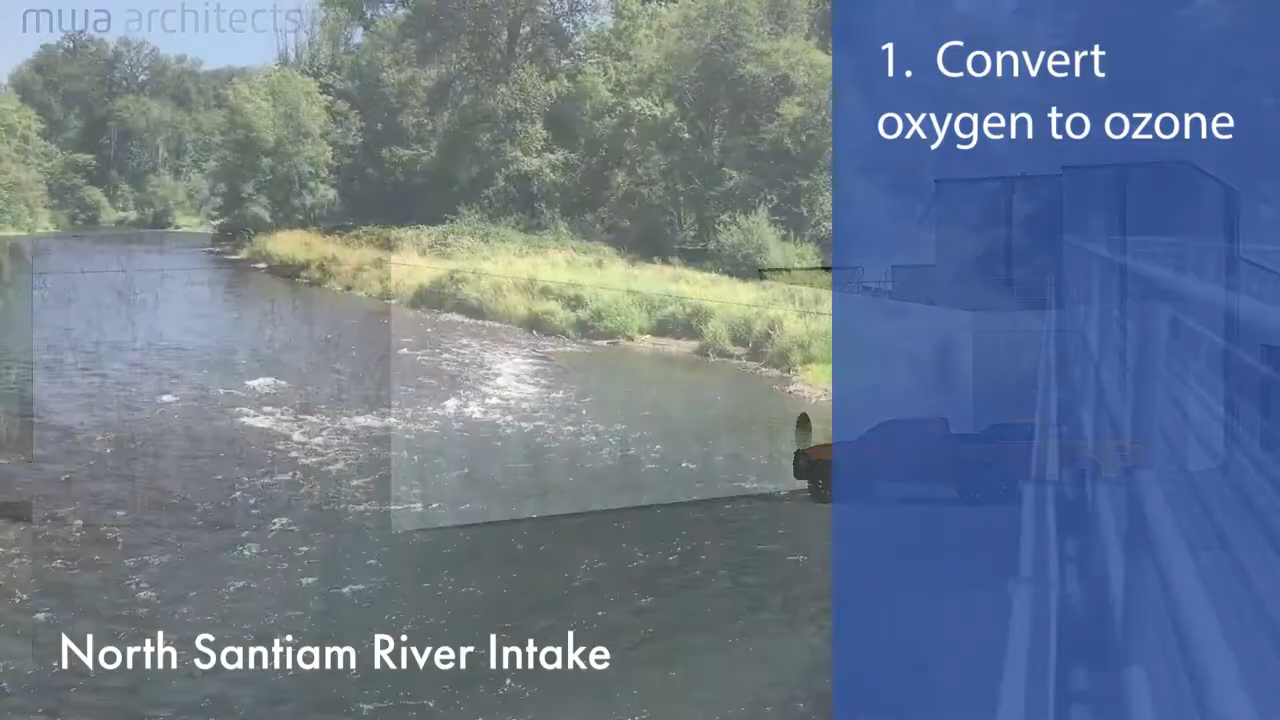 mwa architects
1. Convert
oxygen to ozone
North Santiam River Intake